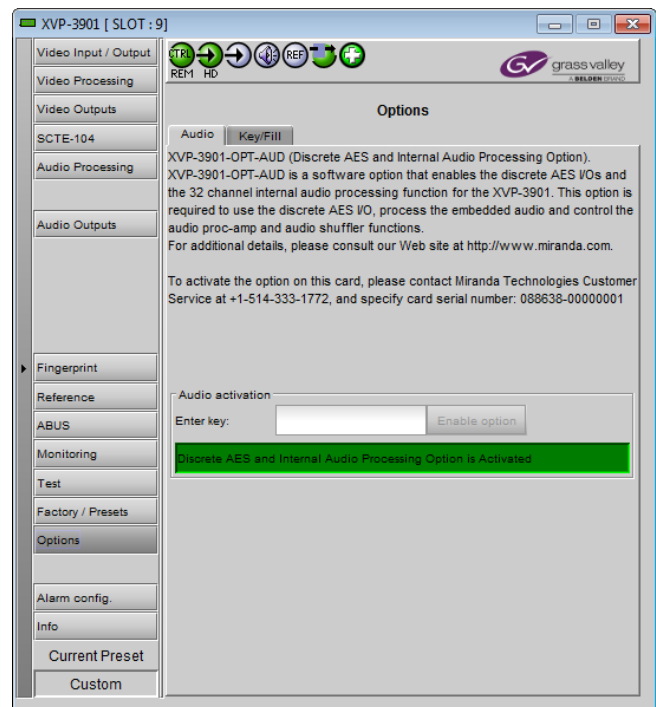 XVP-3901 [ SLOT : 9]
Video Input / Output
Video Processing
Video Outputs
SCTE-104
Audio Processing
Audio Outputs
Fingerprint
Reference
ABUS
Monitoring
Test
Factory / Presets
Options
Alarm config.
Info
Current Preset
Custom
CTRL
REF
REM HD
GV grass valley
A BELDEN BRAND
Options
Audio Key/Fill
XVP-3901-OPT-AUD (Discrete AES and Internal Audio Processing Option).
XVP-3901-OPT-AUD is a software option that enables the discrete AES I/Os and
the 32 channel internal audio processing function for the XVP-3901. This option is
required to use the discrete AES I/O, process the embedded audio and control the
audio proc-amp and audio shuffler functions.
For additional details, please consult our Web site at http://www.miranda.com.
To activate the option on this card, please contact Miranda Technologies Customer
Service at +1-514-333-1772, and specify card serial number: 088638-00000001
Audio activation
Enter key: Enable option
Discrete AES and Internal Audio Processing Option is Activated